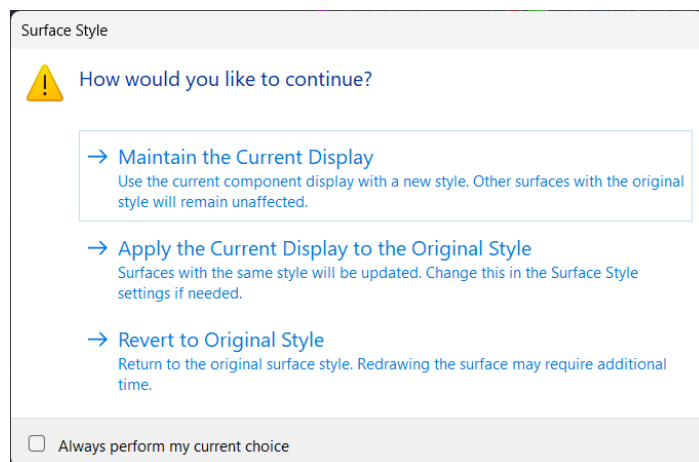 Surface Style
How would you like to continue?
Maintain the Current Display
Use the current component display with a new style. Other surfaces with the original
style will remain unaffected.
Apply the Current Display to the Original Style
Surfaces with the same style will be updated. Change this in the Surface Style
settings if needed.
Revert to Original Style
Return to the original surface style. Redrawing the surface may require additional
time.
Always perform my current choice